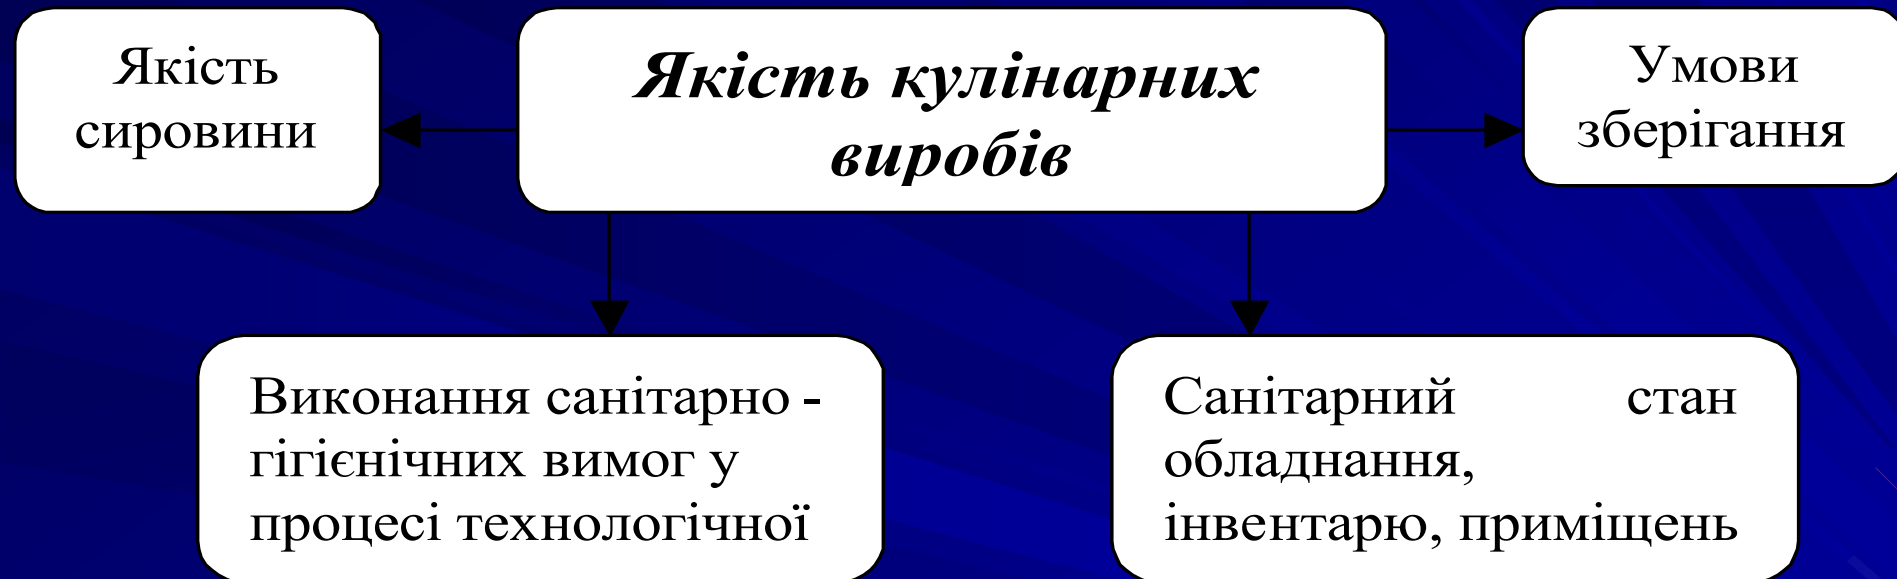 Якість
сировини
Якість кулінарних
виробів
Умови
зберігання
Виконання санітарно -
гігієнічних вимог у
процесі технологічної
Санітарний стан
обладнання,
інвентарю, приміщень